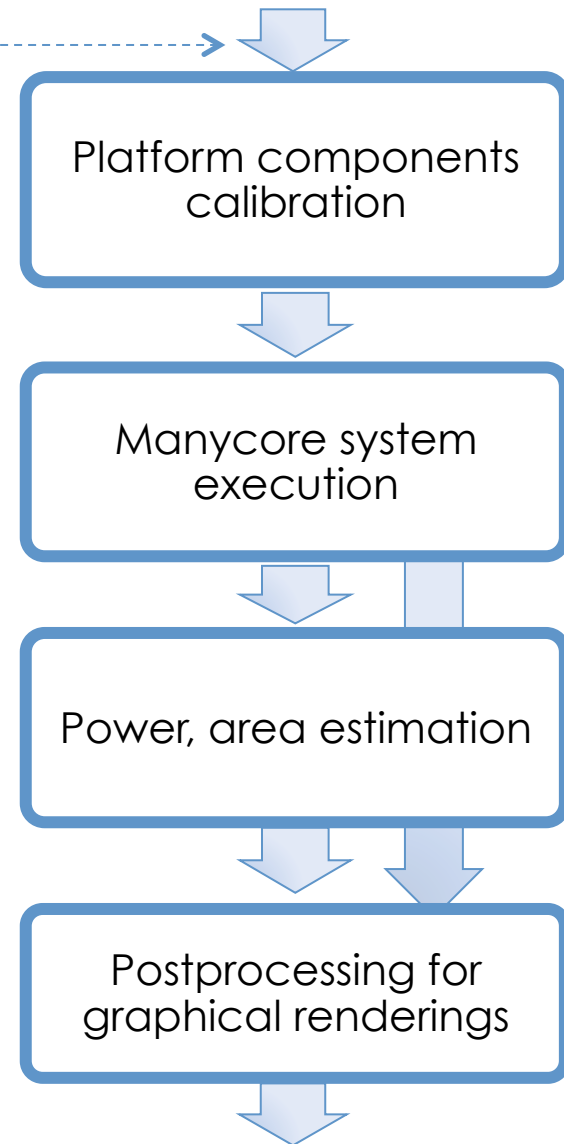 Platform components
calibration
Manycore system
execution
Power, area estimation
Postprocessing for
graphical renderings